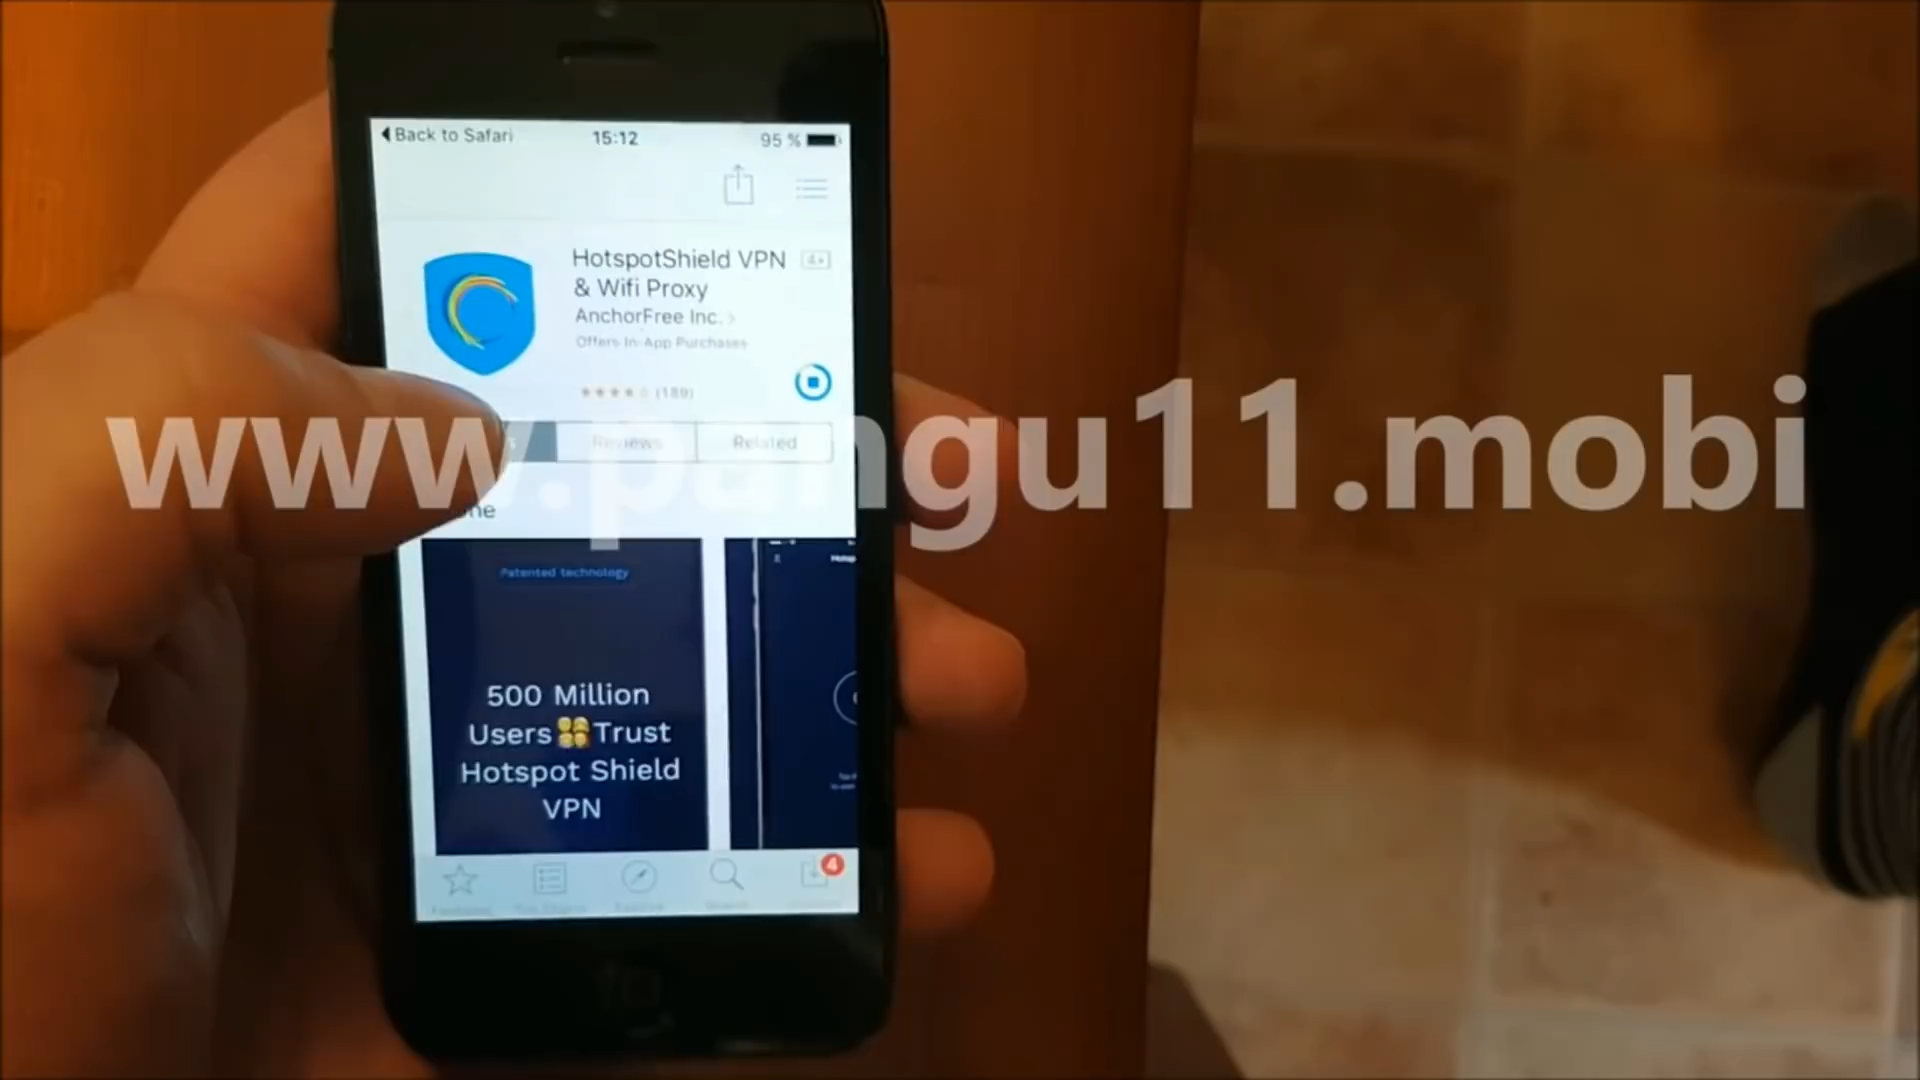 Back to Safari
15:12
95 %
HotspotShield VPN
4+
& Wifi Proxy
AnchorFree Inc.
Offers In-App Purchases
(189)
Reviews
Related
www.pangu11.mobi
Patented technology
500 Million
Users Trust
Hotspot Shield
VPN
4